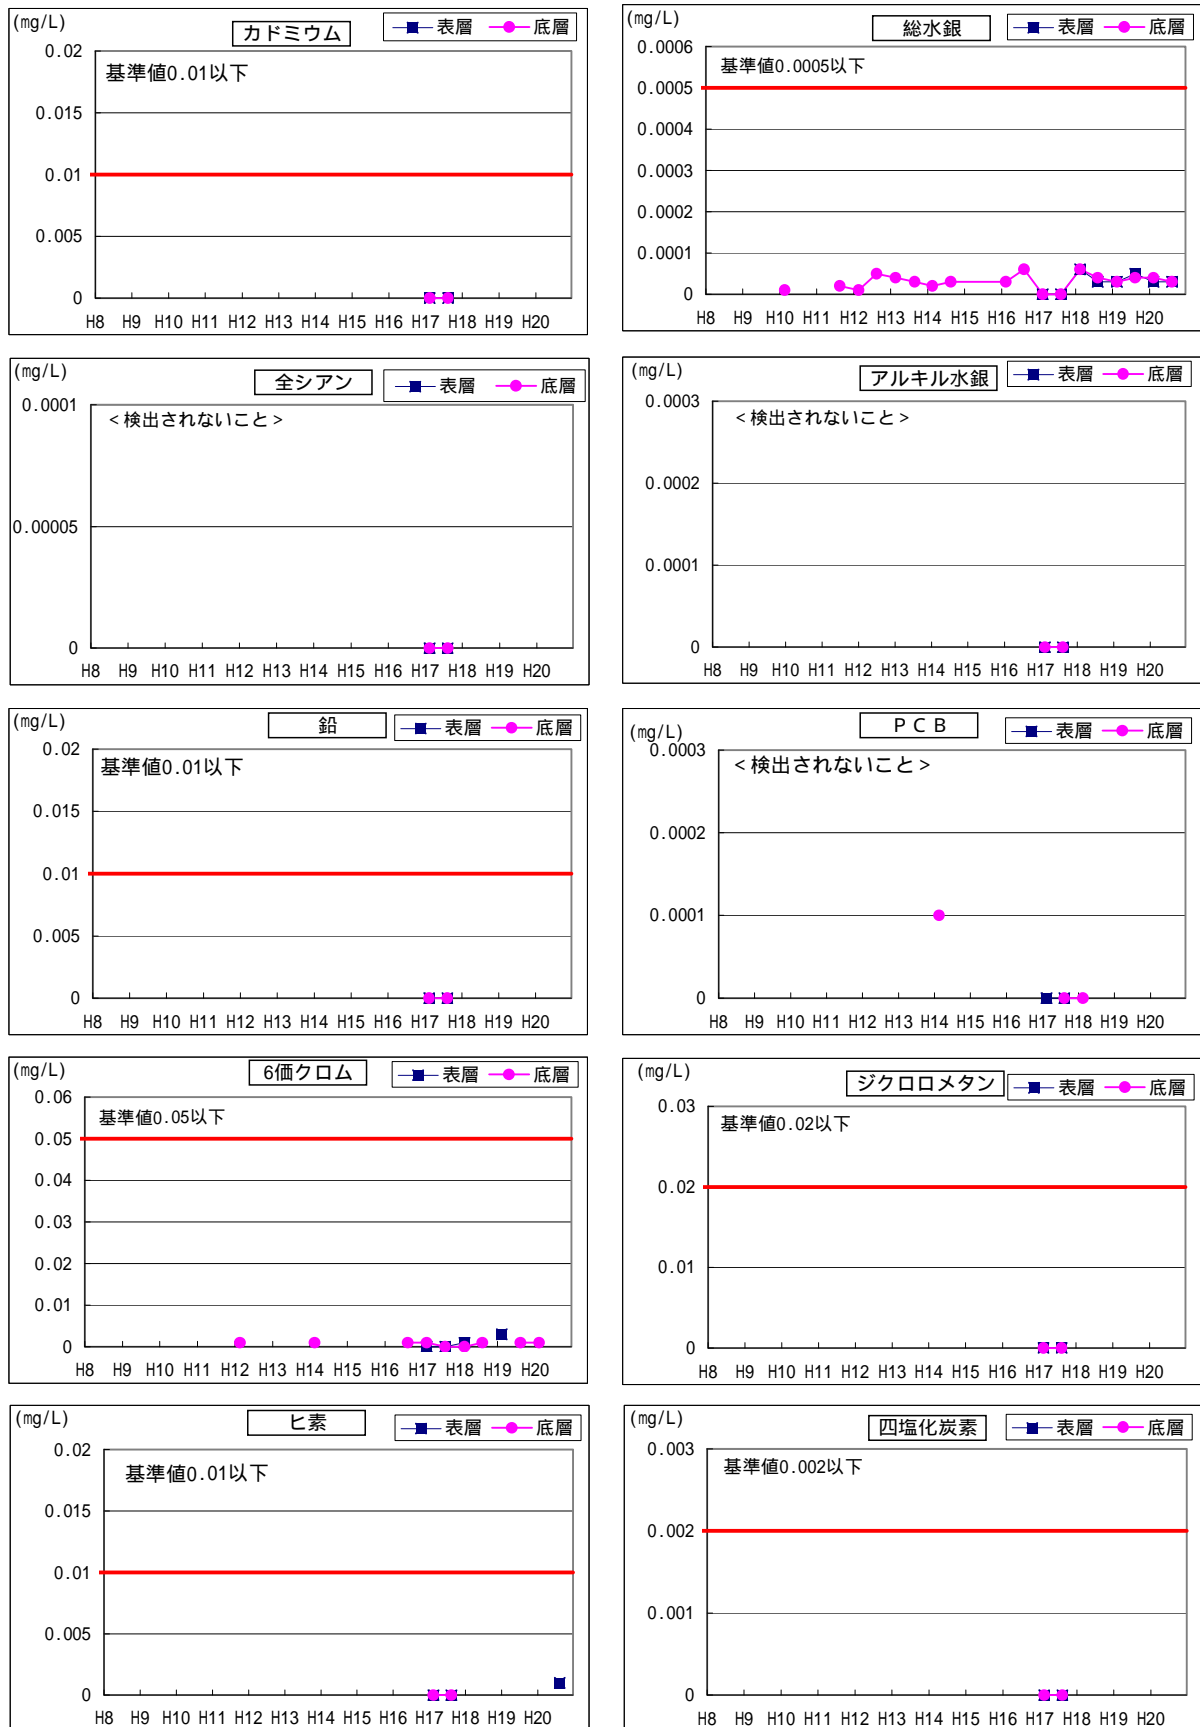 (mg/L)
カドミウム
表層 底層
0.02
基準値0.01以下
0.015
0.01
0.005
0
H8 H9 H10 H11 H12 H13 H14 H15 H16 H17 H18 H19 H20
(mg/L)
総水銀
表層 底層
0.0006
基準値0.0005以下
0.0005
0.0004
0.0003
0.0002
0.0001
0
H8 H9 H10 H11 H12 H13 H14 H15 H16 H17 H18 H19 H20
(mg/L)
全シアン
表層 底層
0.0001
<検出されないこと>
0.00005
0
H8 H9 H10 H11 H12 H13 H14 H15 H16 H17 H18 H19 H20
(mg/L)
アルキル水銀
表層 底層
0.0003
<検出されないこと>
0.0002
0.0001
0
H8 H9 H10 H11 H12 H13 H14 H15 H16 H17 H18 H19 H20
(mg/L)
鉛
表層 底層
0.02
基準値0.01以下
0.015
0.01
0.005
0
H8 H9 H10 H11 H12 H13 H14 H15 H16 H17 H18 H19 H20
(mg/L)
PCB
表層 底層
0.0003
<検出されないこと>
0.0002
0.0001
0
H8 H9 H10 H11 H12 H13 H14 H15 H16 H17 H18 H19 H20
(mg/L)
6価クロム
表層 底層
0.06
基準値0.05以下
0.05
0.04
0.03
0.02
0.01
0
H8 H9 H10 H11 H12 H13 H14 H15 H16 H17 H18 H19 H20
(mg/L)
ジクロロメタン
表層 底層
0.03
基準値0.02以下
0.02
0.01
0
H8 H9 H10 H11 H12 H13 H14 H15 H16 H17 H18 H19 H20
(mg/L)
ヒ素
表層 底層
0.02
基準値0.01以下
0.015
0.01
0.005
0
H8 H9 H10 H11 H12 H13 H14 H15 H16 H17 H18 H19 H20
(mg/L)
四塩化炭素
表層 底層
0.003
基準値0.002以下
0.002
0.001
0
H8 H9 H10 H11 H12 H13 H14 H15 H16 H17 H18 H19 H20